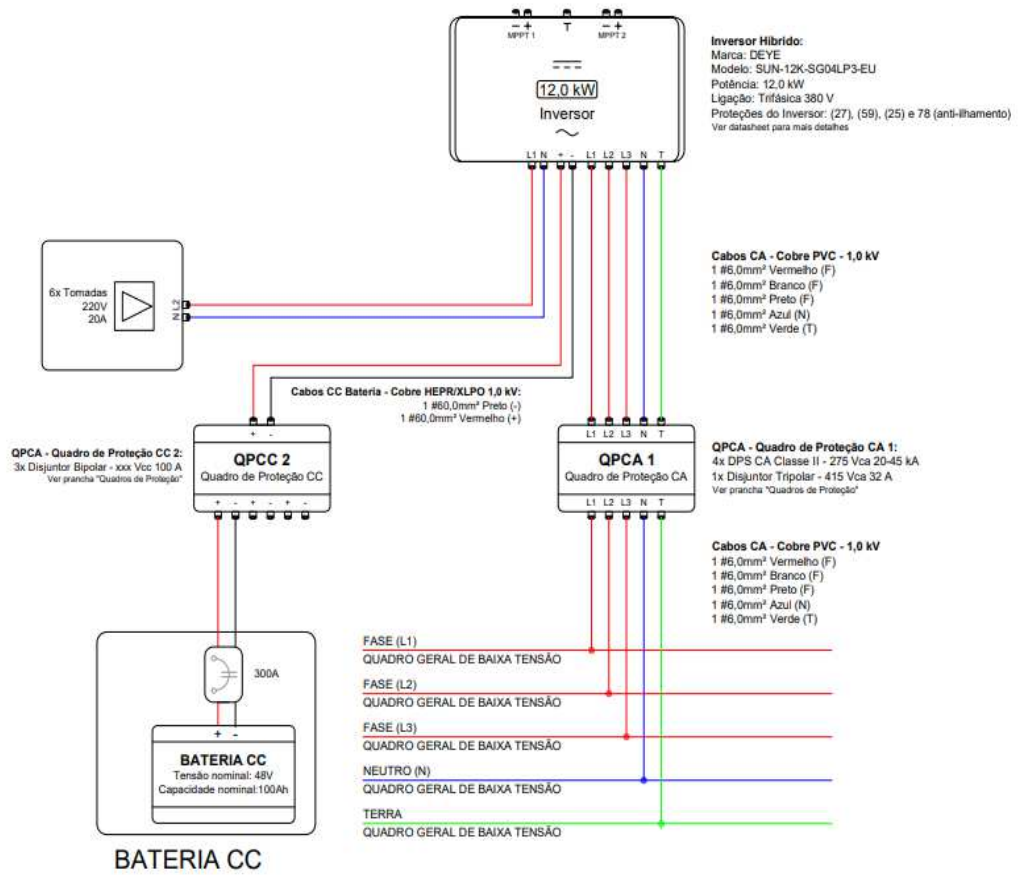 - + T - +
MPPT 1 MPPT 2
12,0 kW
Inversor
L1 N + - L1 L2 L3 N T
Inversor Hibrido:
Marca: DEYE
Modelo: SUN-12K-SG04LP3-EU
Potência: 12,0 kW
Ligação: Trifásica 380 V
Proteções do Inversor: (27), (59), (25) e 78 (anti-ilhamento)
Ver datasheet para mais detalhes
6x Tomadas
220V
20A
N L2
Cabos CA - Cobre PVC - 1,0 kV
1 #6,0mm² Vermelho (F)
1 #6,0mm² Branco (F)
1 #6,0mm² Preto (F)
1 #6,0mm² Azul (N)
1 #6,0mm² Verde (T)
Cabos CC Bateria - Cobre HEPR/XLPO 1,0 kV:
1 #60,0mm² Preto (-)
1 #60,0mm² Vermelho (+)
QPCA - Quadro de Proteção CC 2:
3x Disjuntor Bipolar - xxx Vcc 100 A
Ver prancha "Quadros de Proteção"
+ -
QPCC 2
Quadro de Proteção CC
+ - + - + -
L1 L2 L3 N T
QPCA 1
Quadro de Proteção CA
L1 L2 L3 N T
QPCA - Quadro de Proteção CA 1:
4x DPS CA Classe II - 275 Vca 20-45 kA
1x Disjuntor Tripolar - 415 Vca 32 A
Ver prancha "Quadros de Proteção"
Cabos CA - Cobre PVC - 1,0 kV
1 #6,0mm² Vermelho (F)
1 #6,0mm² Branco (F)
1 #6,0mm² Preto (F)
1 #6,0mm² Azul (N)
1 #6,0mm² Verde (T)
300A
+ -
BATERIA CC
Tensão nominal: 48V
Capacidade nominal:100Ah
BATERIA CC
FASE (L1)
QUADRO GERAL DE BAIXA TENSÃO
FASE (L2)
QUADRO GERAL DE BAIXA TENSÃO
FASE (L3)
QUADRO GERAL DE BAIXA TENSÃO
NEUTRO (N)
QUADRO GERAL DE BAIXA TENSÃO
TERRA
QUADRO GERAL DE BAIXA TENSÃO